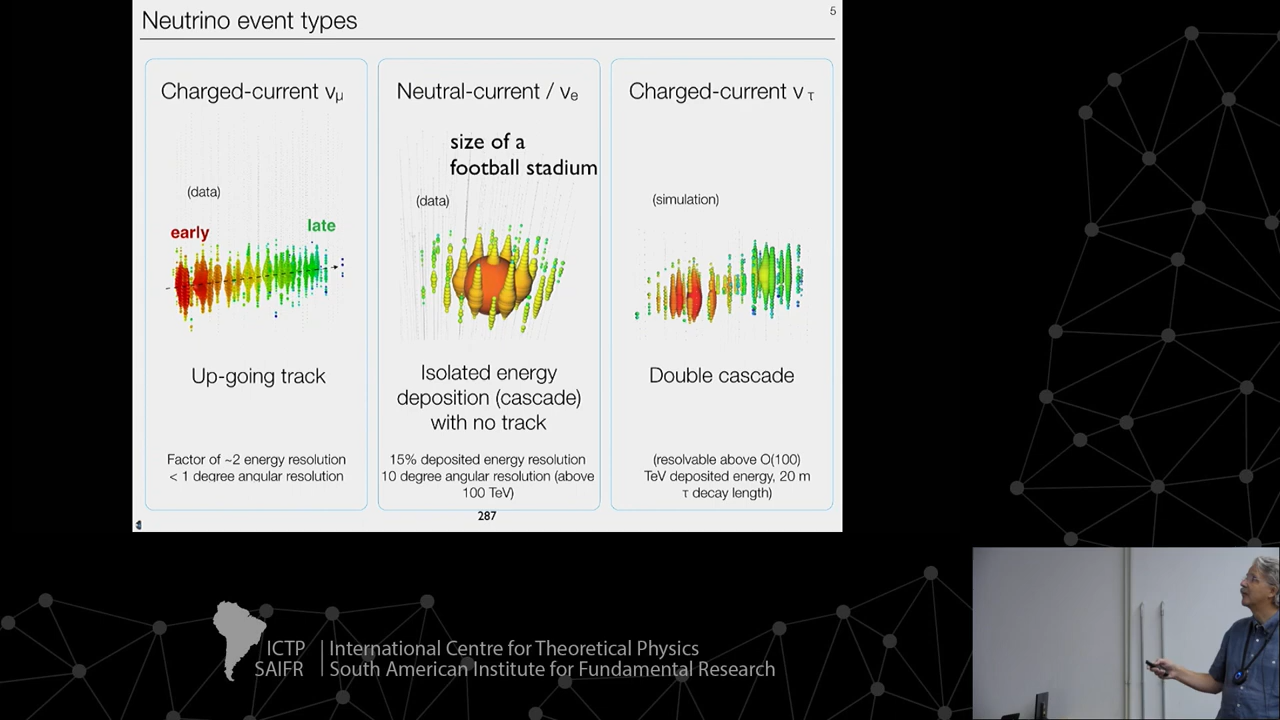 Neutrino event types
5
Charged-current νμ
(data)
early
late
Up-going track
Factor of ~2 energy resolution
< 1 degree angular resolution
Neutral-current / νe
size of a
football stadium
(data)
Isolated energy
deposition (cascade)
with no track
15% deposited energy resolution
10 degree angular resolution (above
100 TeV)
Charged-current ν τ
(simulation)
Double cascade
(resolvable above O(100)
TeV deposited energy, 20 m
τ decay length)
287
ICTP
SAIFR
International Centre for Theoretical Physics
South American Institute for Fundamental Research